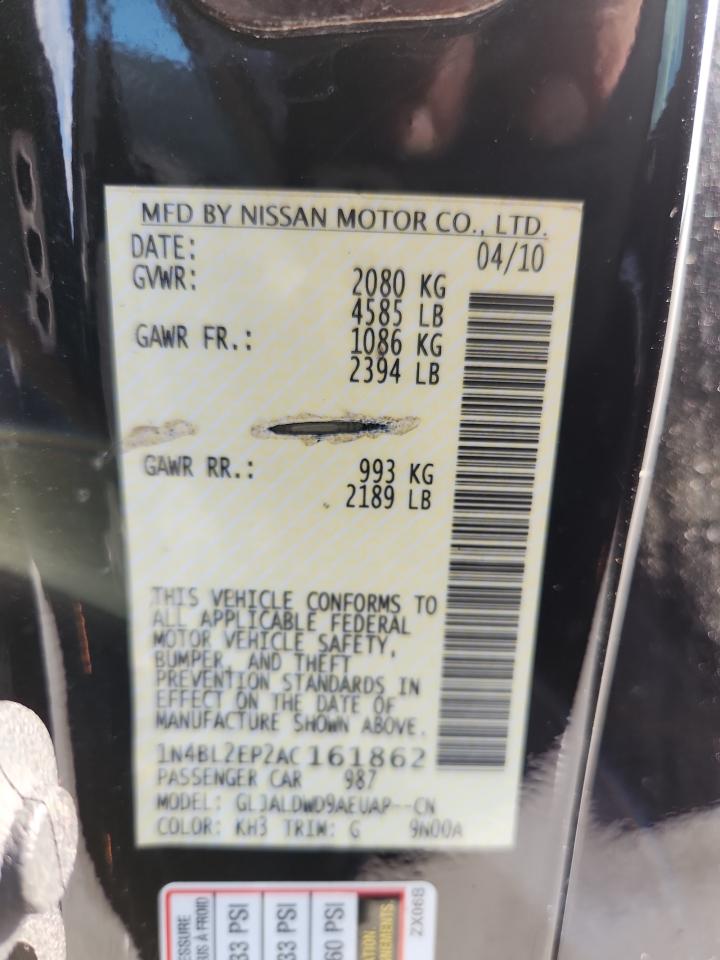 MFD BY NISSAN MOTOR CO., LTD.
DATE: 04/10
GVWR: 2080 KG
4585 LB
GAWR FR.: 1086 KG
2394 LB
GAWR RR.: 993 KG
2189 LB
THIS VEHICLE CONFORMS TO
ALL APPLICABLE FEDERAL
MOTOR VEHICLE SAFETY,
BUMPER, AND THEFT
PREVENTION STANDARDS IN
EFFECT ON THE DATE OF
MANUFACTURE SHOWN ABOVE.
1N4BL2EP2AC161862
PASSENGER CAR 987
MODEL: GLJALDWD9AEUAP--CN
COLOR: KH3 TRIM: G 9N00A
33 PSI
33 PSI
60 PSI
ZX06B